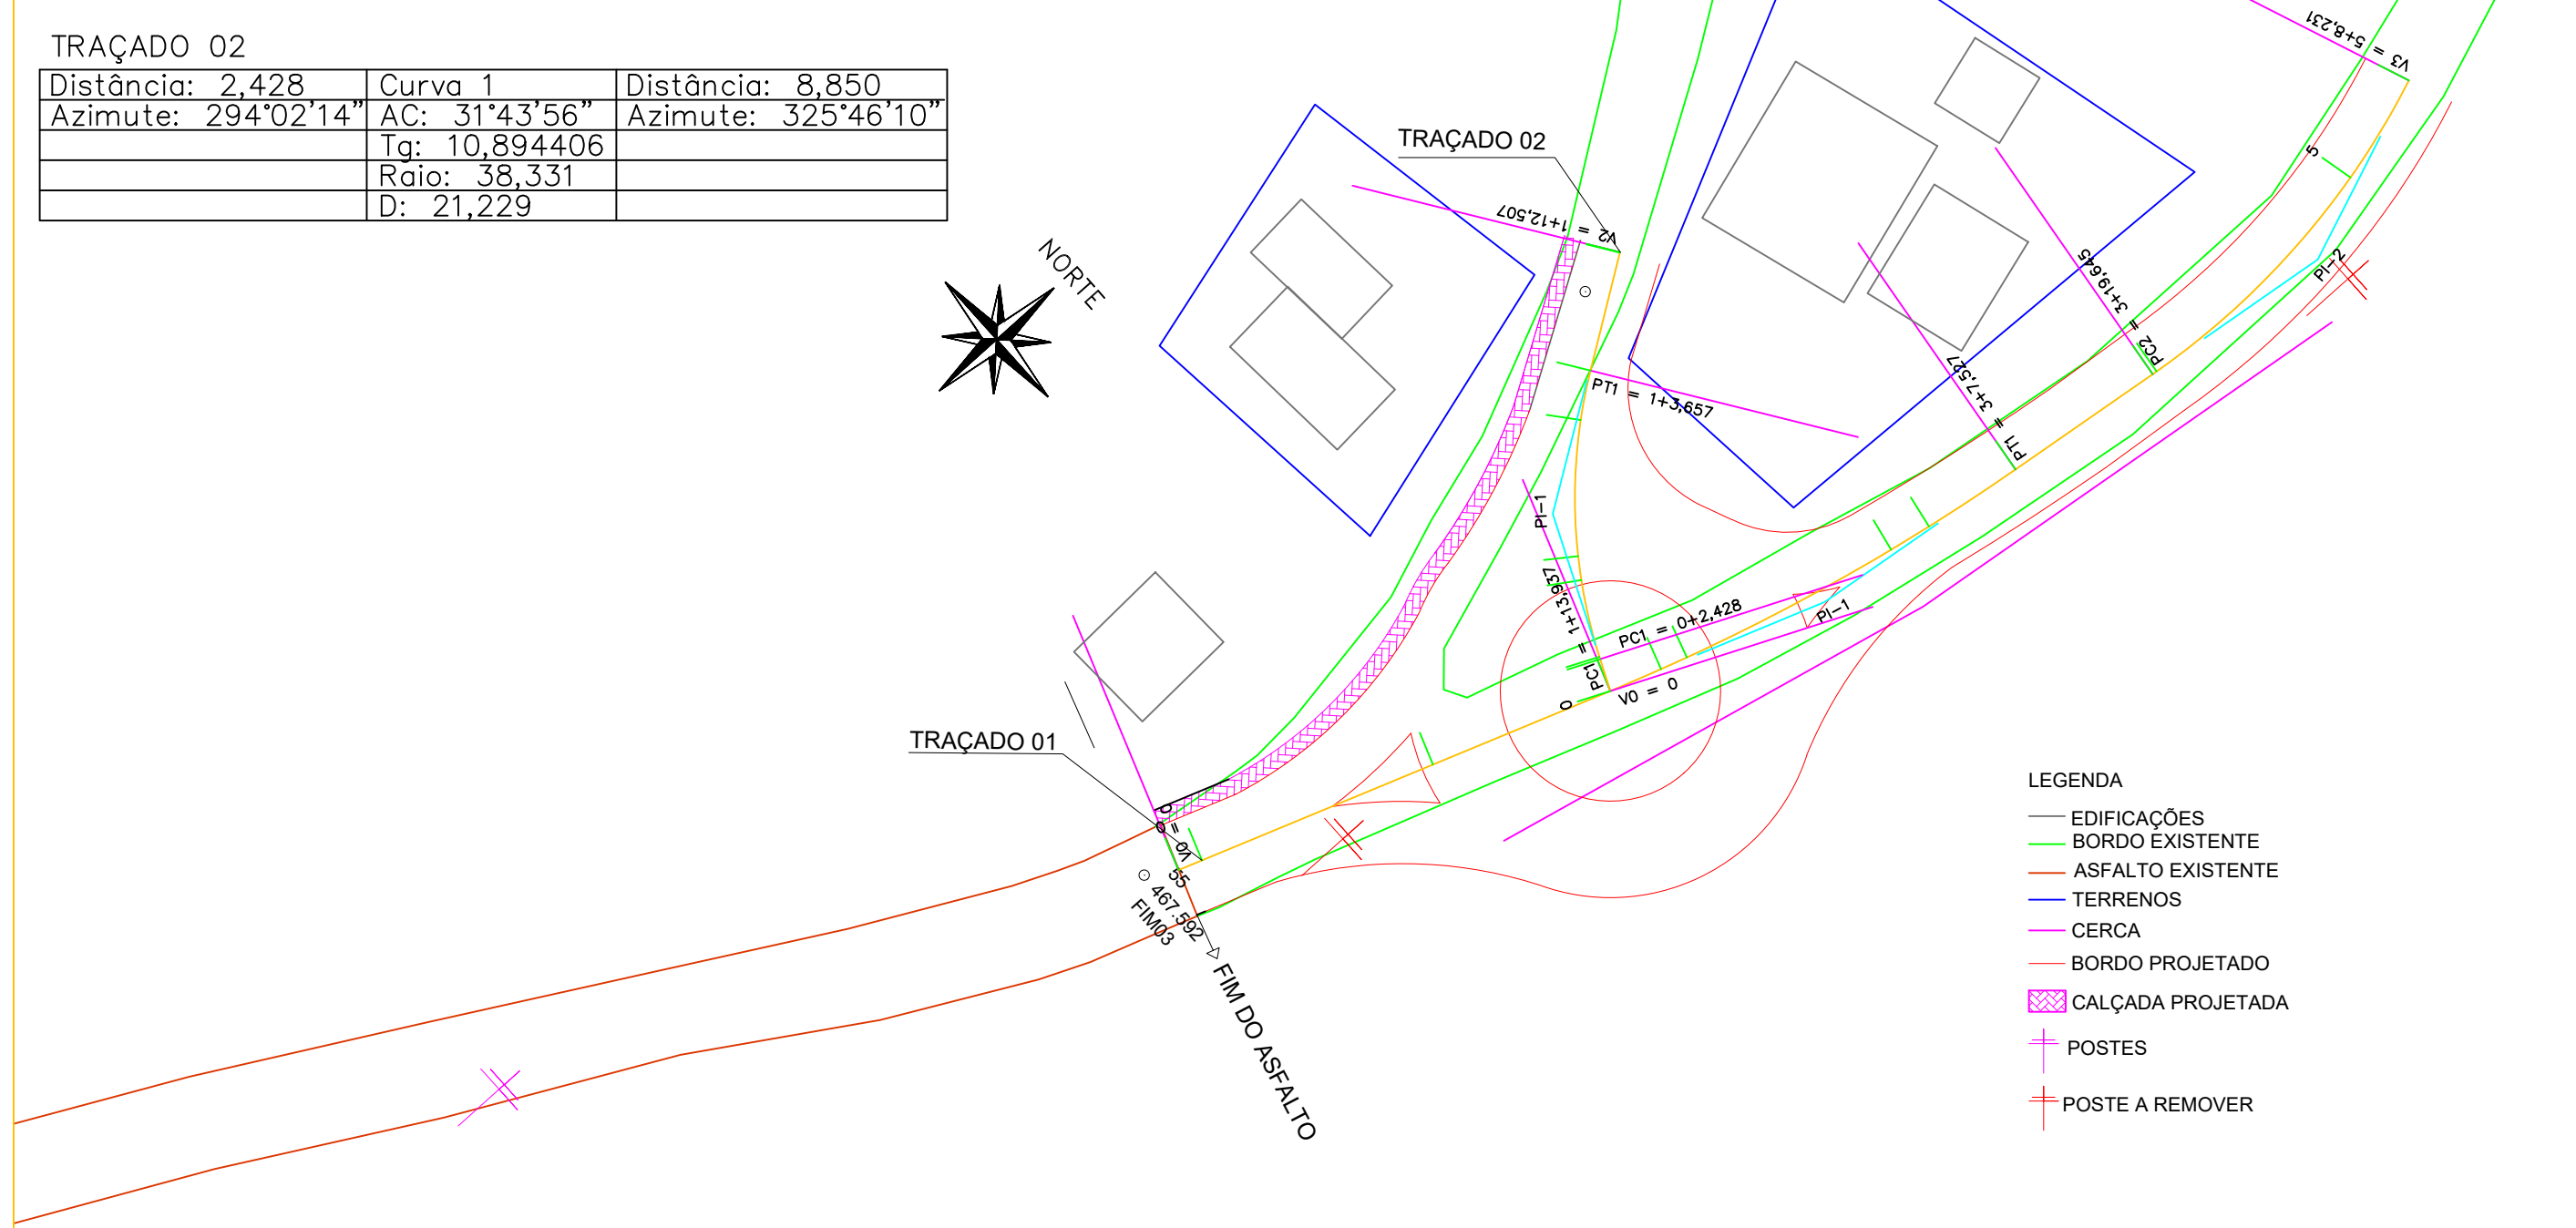 TRAÇADO 02
Distância: 2,428 Curva 1 Distância: 8,850
Azimute: 294°02'14" AC: 31°43'56" Azimute: 325°46'10"
Tg: 10,894406
Raio: 38,331
D: 21,229
NORTE
TRAÇADO 02
V2 = 1+12,507
PT1 = 1+3,657
PI-1
PC1 = 1+13,937
PC1 = 0+2,428
V0 = 0
0
PI-1
PT1 = 3+7,527
PC2 = 3+19,645
PI-2
5
V3 = 5+8,231
TRAÇADO 01
V0 = 0
0
55
467.592
FIM03
FIM DO ASFALTO
LEGENDA
EDIFICAÇÕES
BORDO EXISTENTE
ASFALTO EXISTENTE
TERRENOS
CERCA
BORDO PROJETADO
CALÇADA PROJETADA
POSTES
POSTE A REMOVER